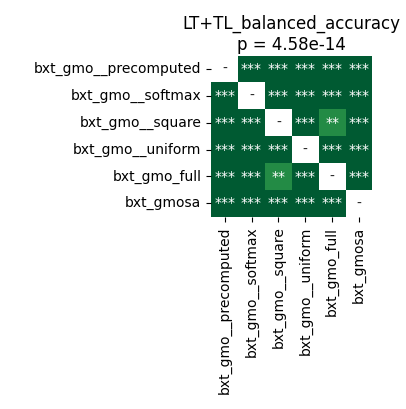 LT+TL_balanced_accuracy
p = 4.58e-14
bxt_gmo__precomputed - *** *** *** *** ***
bxt_gmo__softmax *** - *** *** *** ***
bxt_gmo__square *** *** - *** ** ***
bxt_gmo__uniform *** *** *** - *** ***
bxt_gmo_full *** *** ** *** - ***
bxt_gmosa *** *** *** *** *** -
bxt_gmo__precomputed
bxt_gmo__softmax
bxt_gmo__square
bxt_gmo__uniform
bxt_gmo_full
bxt_gmosa